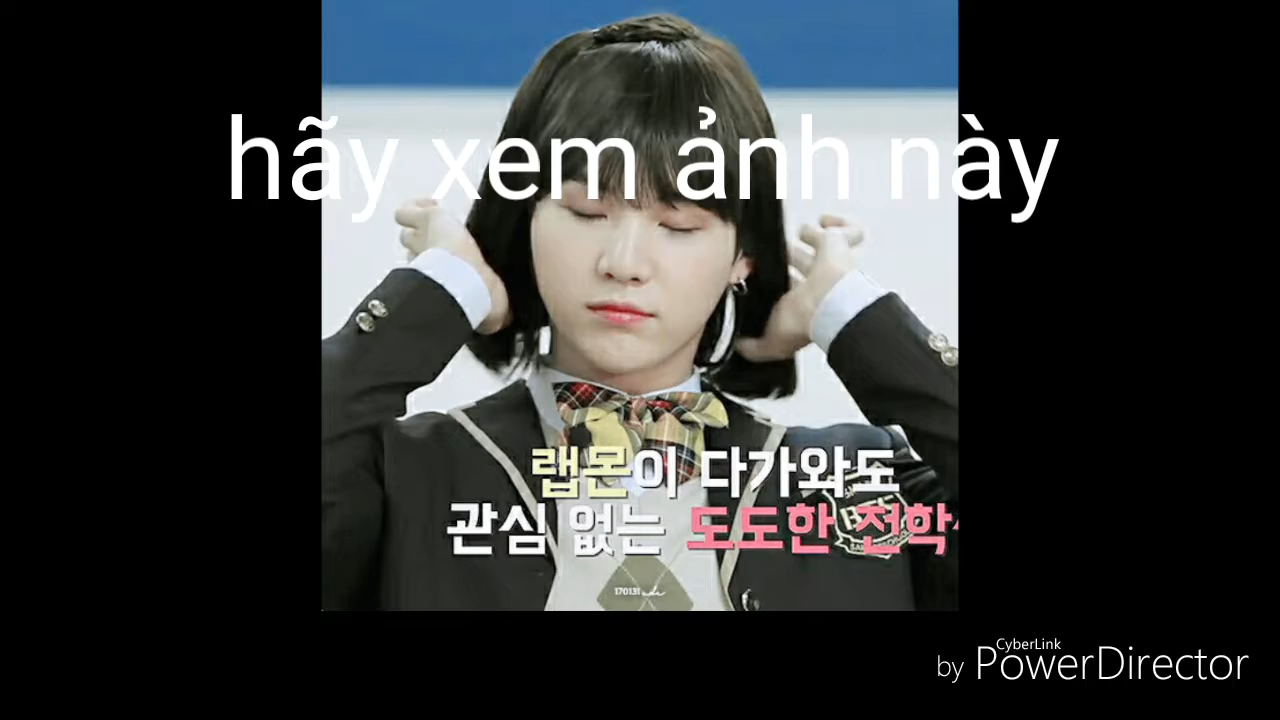 hãy xem ảnh này
랩몬이 다가와도
관심 없는 도도한 전학
170131
CyberLink
by PowerDirector